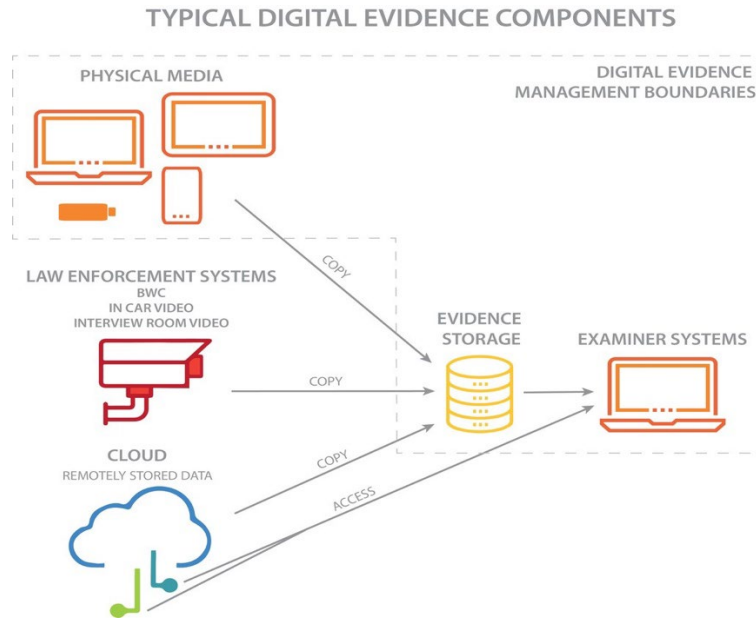 TYPICAL DIGITAL EVIDENCE COMPONENTS
PHYSICAL MEDIA
DIGITAL EVIDENCE
MANAGEMENT BOUNDARIES
COPY
LAW ENFORCEMENT SYSTEMS
BWC
IN CAR VIDEO
INTERVIEW ROOM VIDEO
EVIDENCE
STORAGE
EXAMINER SYSTEMS
COPY
CLOUD
REMOTELY STORED DATA
COPY
ACCESS